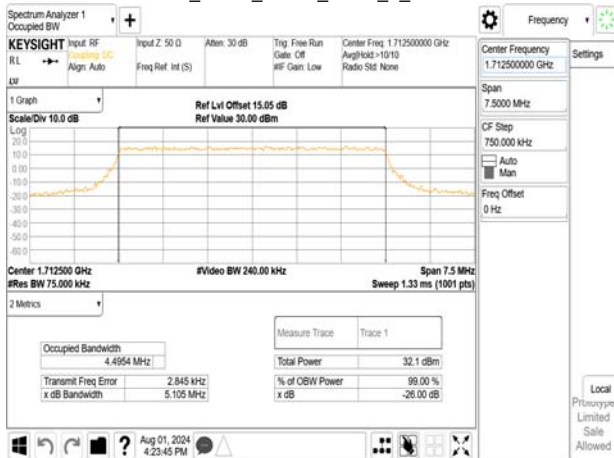 Spectrum Analyzer 1
Occupied BW
+
Frequency
KEYSIGHT
RL
Input: RF
Coupling: DC
Align: Auto
Input Z: 50 Ω
Freq Ref: Int (S)
Atten: 30 dB
Trig: Free Run
Gate: Off
#IF Gain: Low
Center Freq: 1.712500000 GHz
Avg|Hold:>10/10
Radio Std: None
Center Frequency
1.712500000 GHz
Settings
Span
7.5000 MHz
CF Step
750.000 kHz
Auto
Man
Freq Offset
0 Hz
1 Graph
Scale/Div 10.0 dB
Ref Lvl Offset 15.05 dB
Ref Value 30.00 dBm
Log
20.0
10.0
0.00
-10.0
-20.0
-30.0
-40.0
-50.0
-60.0
Center 1.712500 GHz
#Video BW 240.00 kHz
Span 7.5 MHz
#Res BW 75.000 kHz
Sweep 1.33 ms (1001 pts)
2 Metrics
Measure Trace
Trace 1
Occupied Bandwidth
4.4954 MHz
Total Power
32.1 dBm
Transmit Freq Error
2.845 kHz
% of OBW Power
99.00 %
x dB Bandwidth
5.105 MHz
x dB
-26.00 dB
Local
Prototype
Limited
Sale
Allowed
?
Aug 01, 2024
4:23:45 PM